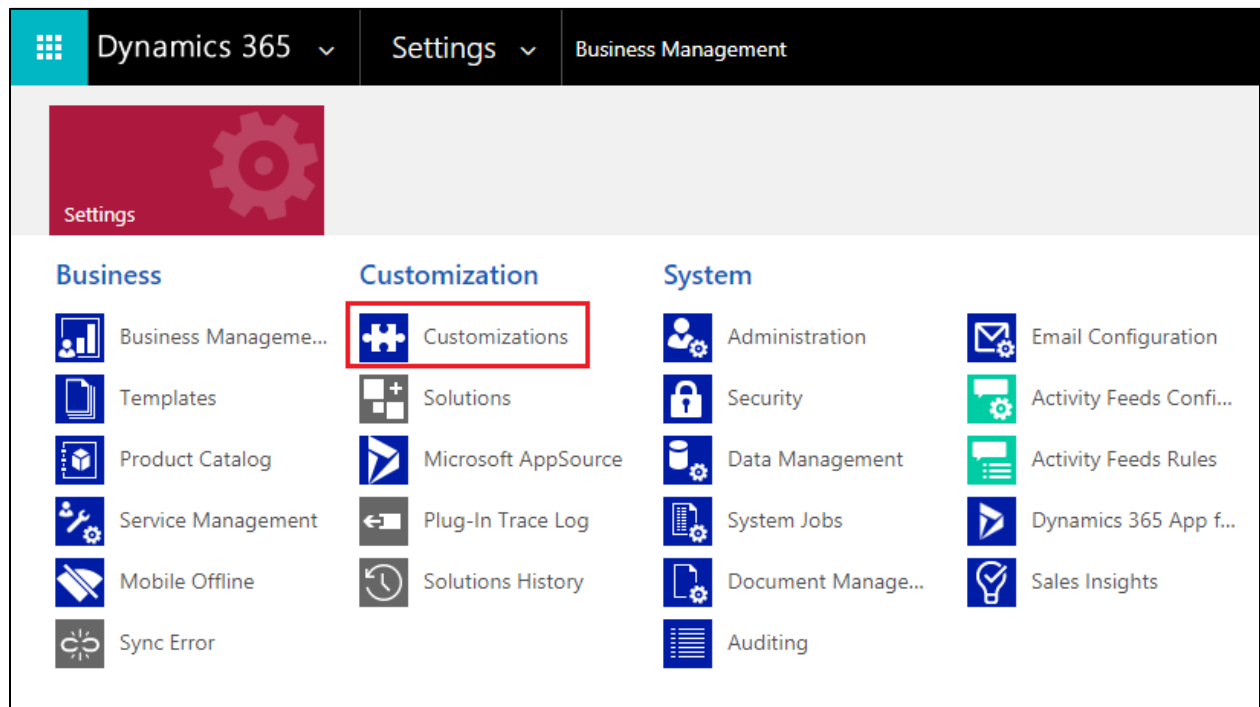 Dynamics 365 Settings Business Management
Settings
Business Customization System
Business Manageme... Customizations Administration Email Configuration
Templates Solutions Security Activity Feeds Confi...
Product Catalog Microsoft AppSource Data Management Activity Feeds Rules
Service Management Plug-In Trace Log System Jobs Dynamics 365 App f...
Mobile Offline Solutions History Document Manage... Sales Insights
Sync Error Auditing